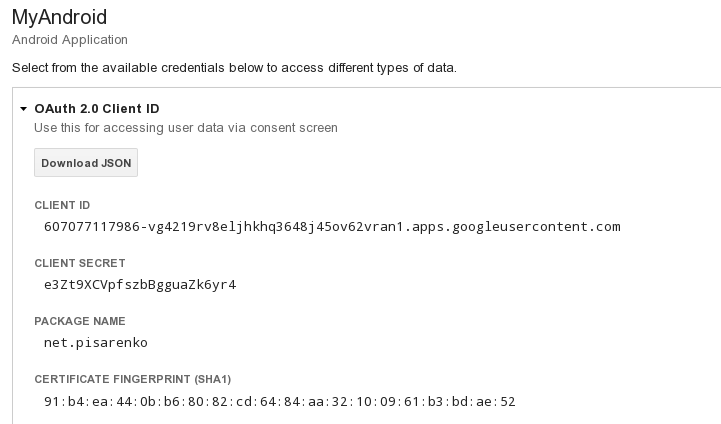 MyAndroid
Android Application
Select from the available credentials below to access different types of data.
OAuth 2.0 Client ID
Use this for accessing user data via consent screen
Download JSON
CLIENT ID
607077117986-vg4219rv8eljhkhq3648j45ov62vran1.apps.googleusercontent.com
CLIENT SECRET
e3Zt9XCVpfszbBgguaZk6yr4
PACKAGE NAME
net.pisarenko
CERTIFICATE FINGERPRINT (SHA1)
91:b4:ea:44:0b:b6:80:82:cd:64:84:aa:32:10:09:61:b3:bd:ae:52